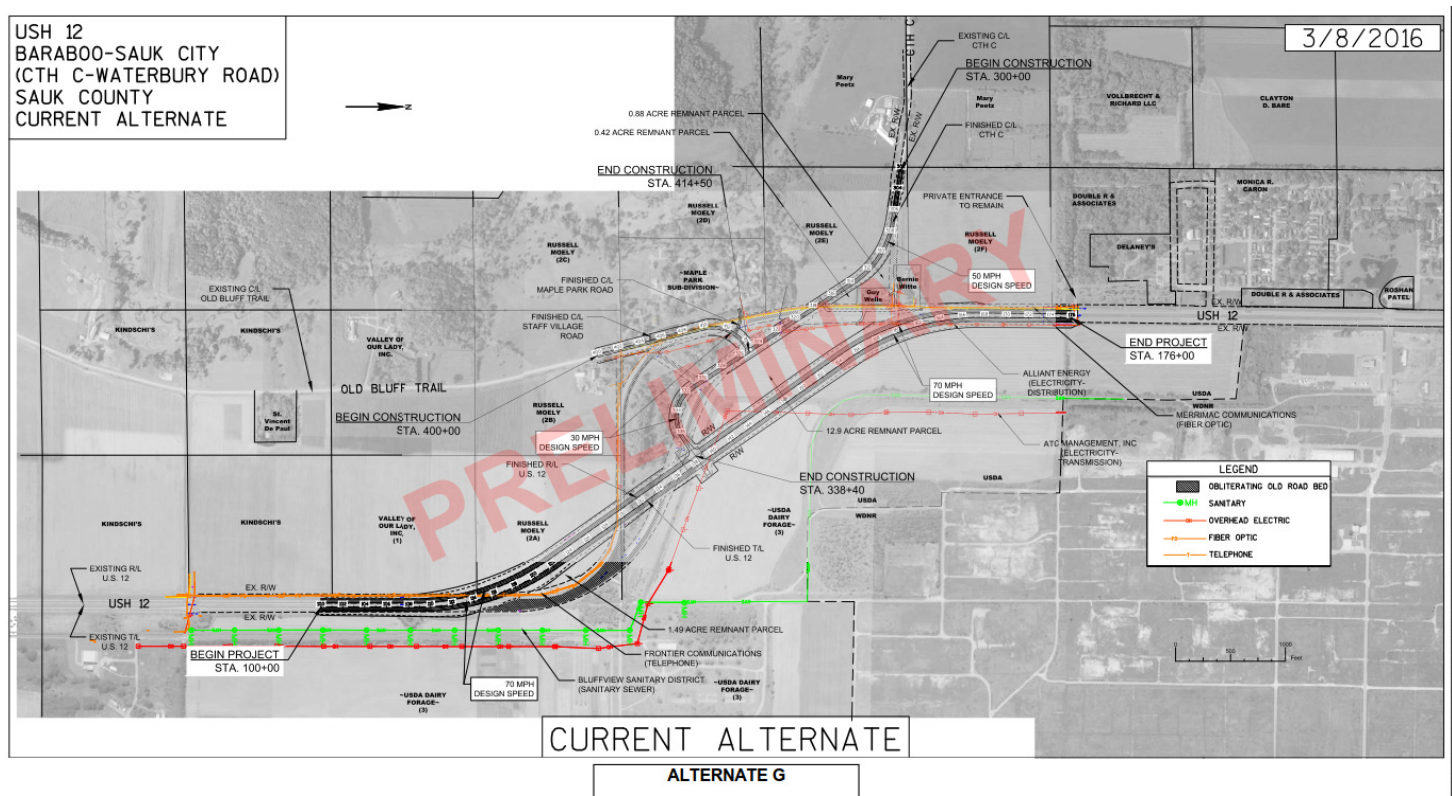 USH 12
BARABOO-SAUK CITY
(CTH C-WATERBURY ROAD)
SAUK COUNTY
CURRENT ALTERNATE
N
3/8/2016
CTH C
EXISTING C/L
CTH C
BEGIN CONSTRUCTION
STA. 300+00
Mary
Peetz
EX. R/W
EX. R/W
Mary
Peetz
VOLLBRECHT &
RICHARD LLC
CLAYTON
D. BARE
0.88 ACRE REMNANT PARCEL
0.42 ACRE REMNANT PARCEL
FINISHED C/L
CTH C
END CONSTRUCTION
STA. 414+50
PRIVATE ENTRANCE
TO REMAIN
DOUBLE R &
ASSOCIATES
MONICA R.
CARON
RUSSELL
MOELY
(2D)
RUSSELL
MOELY
(2E)
RUSSELL
MOELY
(2F)
DELANEY'S
RUSSELL
MOELY
(2C)
FINISHED C/L
MAPLE PARK ROAD
~MAPLE
PARK
SUB-DIVISION~
Guy
Wells
Bernie
Witte
50 MPH
DESIGN SPEED
EXISTING C/L
OLD BLUFF TRAIL
DOUBLE R & ASSOCIATES
ROSHAN
PATEL
EX. R/W
USH 12
EX. R/W
KINDSCHI'S
KINDSCHI'S
VALLEY OF
OUR LADY,
INC.
FINISHED C/L
STAFF VILLAGE
ROAD
END PROJECT
STA. 176+00
ALLIANT ENERGY
(ELECTRICITY-
DISTRIBUTION)
70 MPH
DESIGN SPEED
USDA
WDNR
MERRIMAC COMMUNICATIONS
(FIBER OPTIC)
OLD BLUFF TRAIL
St.
Vincent
De Paul
BEGIN CONSTRUCTION
STA. 400+00
RUSSELL
MOELY
(2B)
30 MPH
DESIGN SPEED
R/W
R/W
12.9 ACRE REMNANT PARCEL
ATC MANAGEMENT, INC
(ELECTRICITY-
TRANSMISSION)
FINISHED R/L
U.S. 12
END CONSTRUCTION
STA. 338+40
USDA
USDA
WDNR
LEGEND
OBLITERATING OLD ROAD BED
MH SANITARY
OVERHEAD ELECTRIC
FIBER OPTIC
TELEPHONE
PRELIMINARY
KINDSCHI'S
KINDSCHI'S
VALLEY OF
OUR LADY,
INC.
(1)
RUSSELL
MOELY
(2A)
~USDA
DAIRY
FORAGE~
(3)
FINISHED T/L
U.S. 12
EXISTING R/L
U.S. 12
USH 12
EX. R/W
EX. R/W
EXISTING T/L
U.S. 12
BEGIN PROJECT
STA. 100+00
1.49 ACRE REMNANT PARCEL
FRONTIER COMMUNICATIONS
(TELEPHONE)
BLUFFVIEW SANITARY DISTRICT
(SANITARY SEWER)
70 MPH
DESIGN SPEED
~USDA DAIRY
FORAGE~
(3)
~USDA DAIRY
FORAGE~
(3)
0
500
1000
Feet
CURRENT ALTERNATE
ALTERNATE G